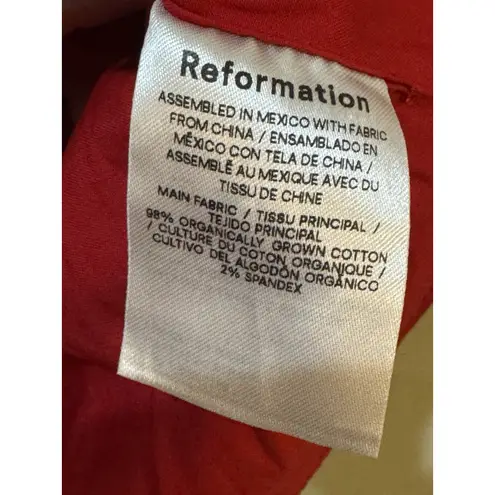 Reformation
ASSEMBLED IN MEXICO WITH FABRIC
FROM CHINA / ENSAMBLADO EN
MÉXICO CON TELA DE CHINA /
ASSEMBLÉ AU MEXIQUE AVEC DU
TISSU DE CHINE
MAIN FABRIC / TISSU PRINCIPAL /
TEJIDO PRINCIPAL
98% ORGANICALLY GROWN COTTON
/ CULTURE DU COTON ORGANIQUE /
CULTIVO DEL ALGODÓN ORGÁNICO
2% SPANDEX